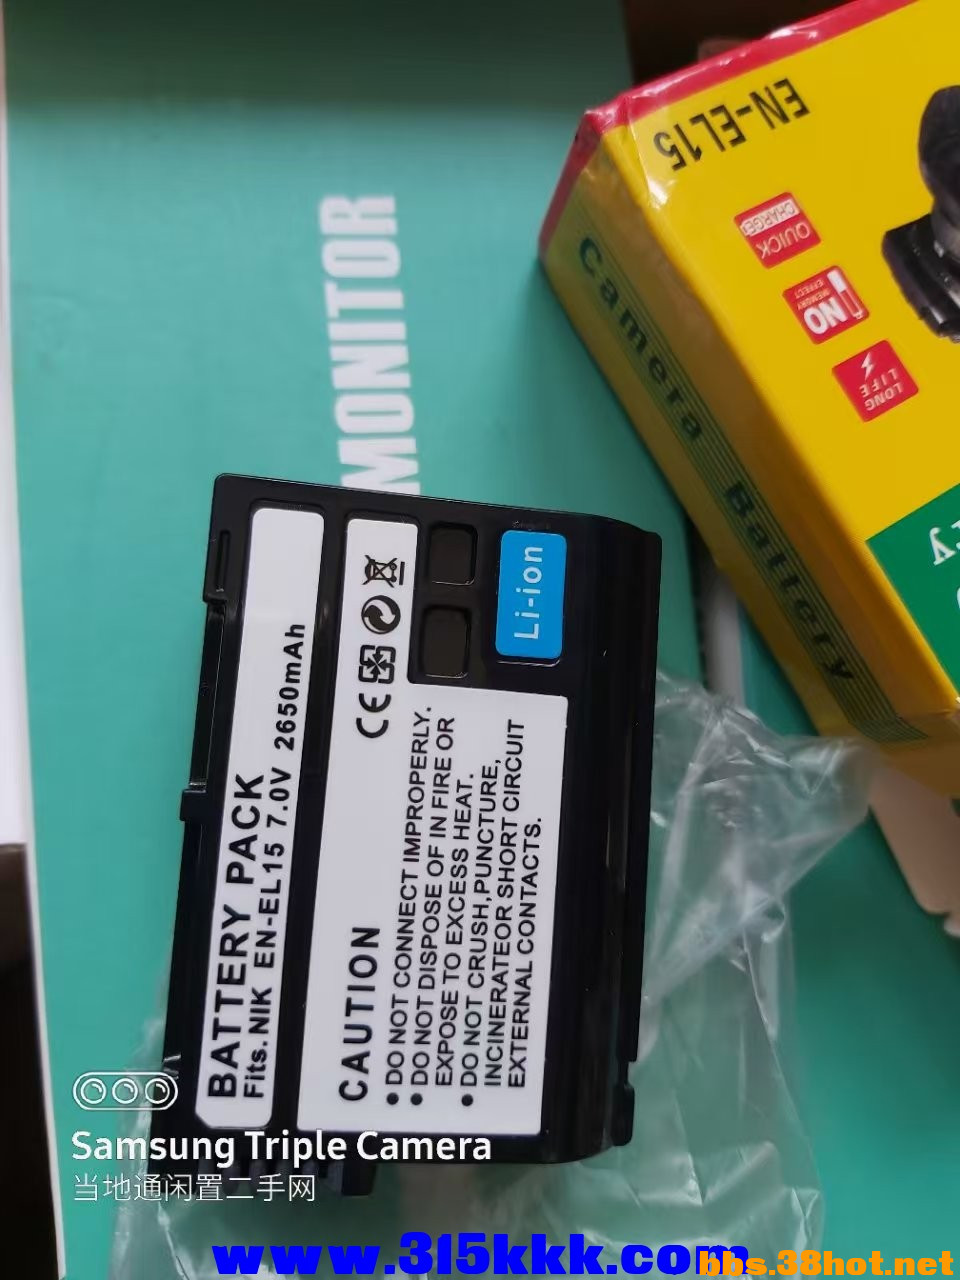 EN-EL15
QUICK
CHARGE
NO
MEMORY
EFFECT
LONG
LIFE
Camera Battery
MONITOR
Li-ion
BATTERY PACK
Fits.NIK EN-EL15 7.0V 2650mAh
CE
CAUTION
● DO NOT CONNECT IMPROPERLY.
● DO NOT DISPOSE OF IN FIRE OR
EXPOSE TO EXCESS HEAT.
● DO NOT CRUSH,PUNCTURE,
INCINERATEOR SHORT CIRCUIT
EXTERNAL CONTACTS.
Samsung Triple Camera
当地通闲置二手网
www.315kkk.com
bbs.38hot.net